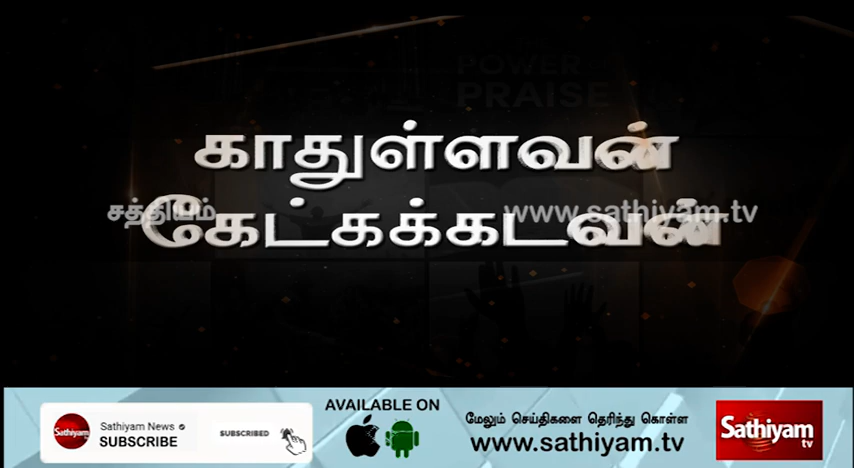 POWER
PRAISE
காதுள்ளவன்
சத்தியம் www.sathiyam.tv
கேட்கக்கடவன்
AVAILABLE ON
Sathiyam News
SUBSCRIBE
SUBSCRIBED
மேலும் செய்திகளை தெரிந்து கொள்ள
www.sathiyam.tv
Sathiyam
Sathiyam
tv